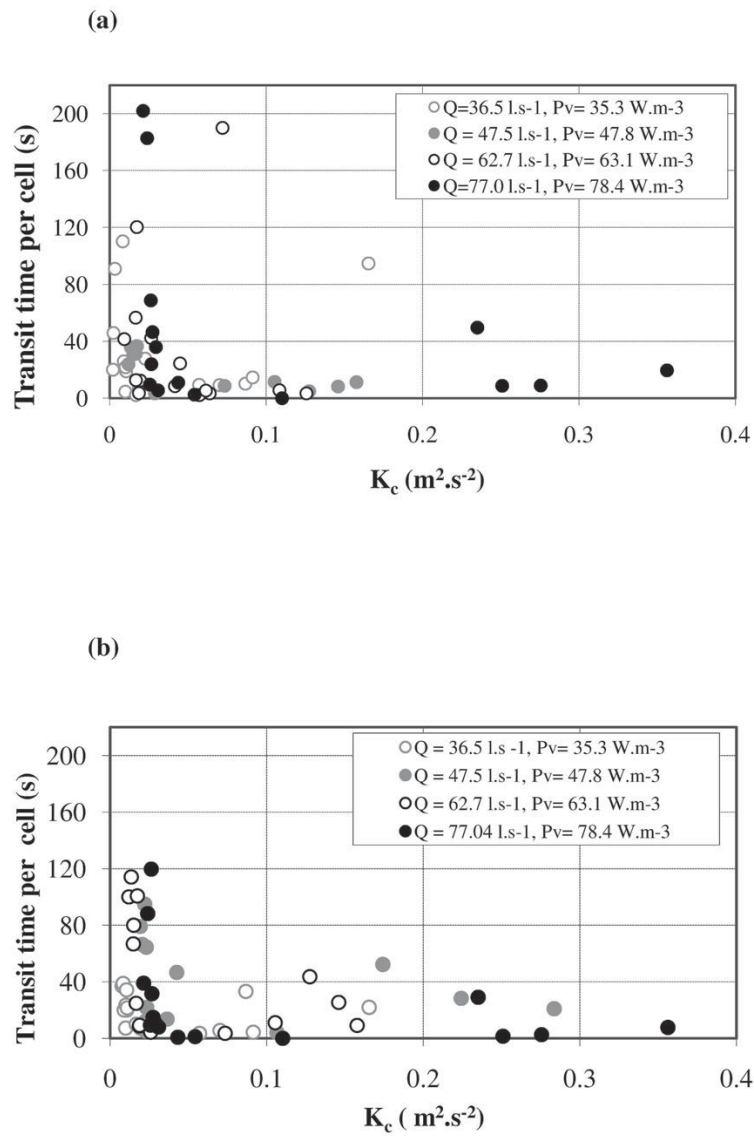 (a)
Transit time per cell (s)
200
160
120
80
40
0
Q=36.5 l.s-1, Pv= 35.3 W.m-3
Q = 47.5 l.s-1, Pv= 47.8 W.m-3
Q = 62.7 l.s-1, Pv= 63.1 W.m-3
Q=77.0 l.s-1, Pv= 78.4 W.m-3
0 0.1 0.2 0.3 0.4
Kc (m².s⁻²)
(b)
Transit time per cell (s)
200
160
120
80
40
0
Q = 36.5 l.s -1, Pv= 35.3 W.m-3
Q = 47.5 l.s-1, Pv= 47.8 W.m-3
Q = 62.7 l.s-1, Pv= 63.1 W.m-3
Q = 77.04 l.s-1, Pv= 78.4 W.m-3
0 0.1 0.2 0.3 0.4
Kc ( m².s⁻²)